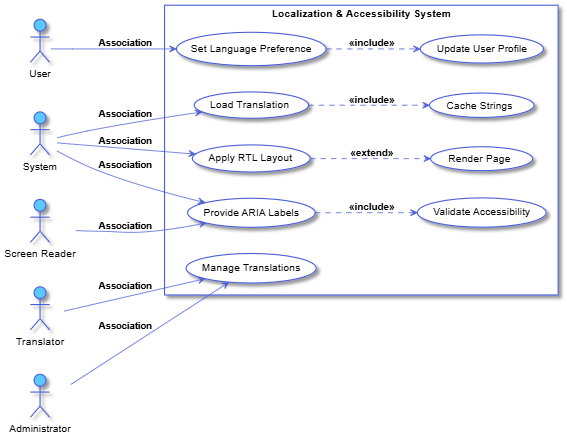 Localization & Accessibility System
User
Association
Set Language Preference
«include»
Update User Profile
System
Association
Load Translation
«include»
Cache Strings
Association
Apply RTL Layout
«extend»
Render Page
Association
Provide ARIA Labels
«include»
Validate Accessibility
Screen Reader
Association
Manage Translations
Translator
Association
Administrator
Association